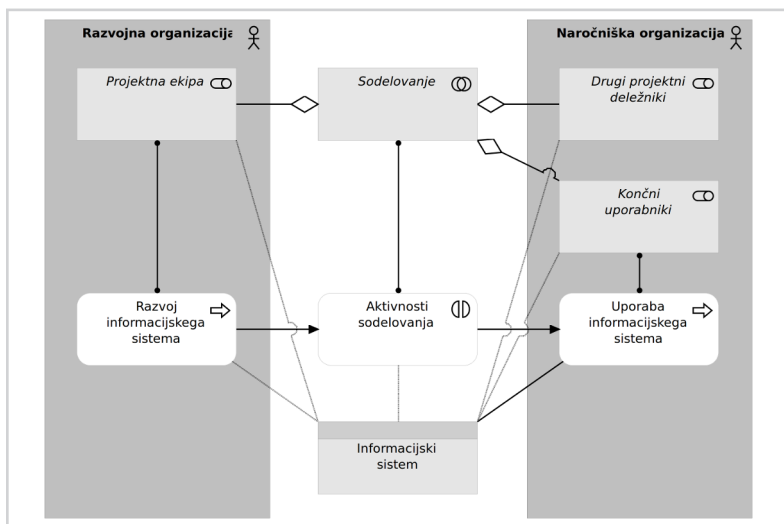 Razvojna organizacija
Naročniška organizacija
Projektna ekipa
Sodelovanje
Drugi projektni
deležniki
Končni
uporabniki
Razvoj
informacijskega
sistema
Aktivnosti
sodelovanja
Uporaba
informacijskega
sistema
Informacijski
sistem